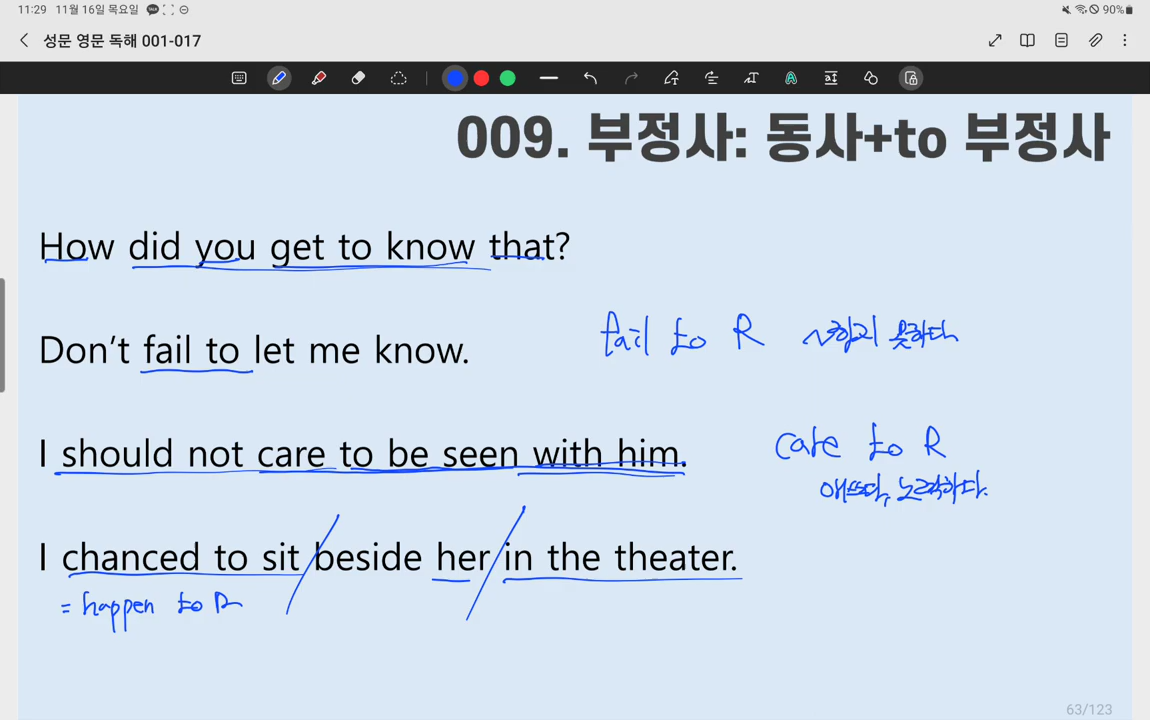 11:29 11월 16일 목요일
90%
성문 영문 독해 001-017
009. 부정사: 동사+to 부정사
How did you get to know that?
Don't fail to let me know.
fail to R ~하지 못하다
I should not care to be seen with him.
care to R
애쓰다, 노력하다.
I chanced to sit / beside her / in the theater.
= happen to R
63/123